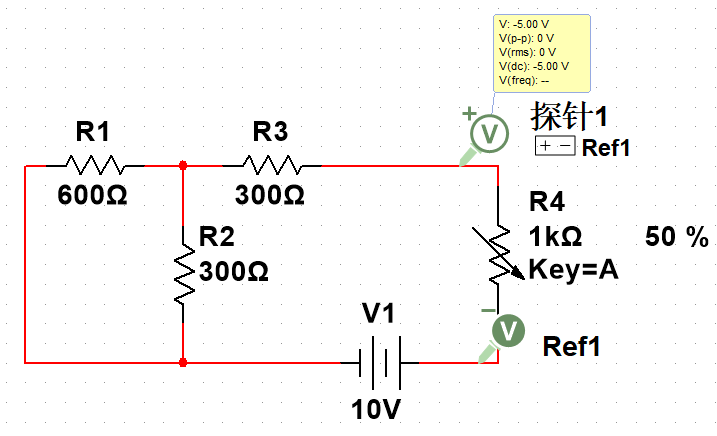 V: -5.00 V
V(p-p): 0 V
V(rms): 0 V
V(dc): -5.00 V
V(freq): --
+
V
探针1
+ - Ref1
R1
R3
600Ω
300Ω
R4
R2
1kΩ 50 %
300Ω
Key=A
V1
−
V
Ref1
10V